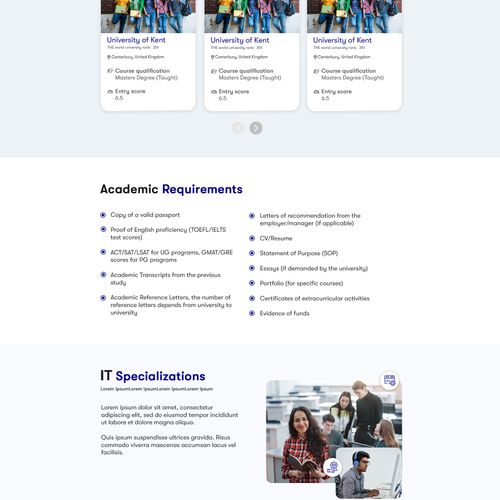 University of Kent
THE world university rank: 351
Canterbury, United Kingdom
Course qualification
Masters Degree (Taught)
Entry score
6.5
University of Kent
THE world university rank: 351
Canterbury, United Kingdom
Course qualification
Masters Degree (Taught)
Entry score
6.5
University of Kent
THE world university rank: 351
Canterbury, United Kingdom
Course qualification
Masters Degree (Taught)
Entry score
6.5
Academic Requirements
Copy of a valid passport
Proof of English proficiency (TOEFL/IELTS
test scores)
ACT/SAT/LSAT for UG programs, GMAT/GRE
scores for PG programs
Academic Transcripts from the previous
study
Academic Reference Letters, the number of
reference letters depends from university to
university
Letters of recommendation from the
employer/manager (if applicable)
CV/Resume
Statement of Purpose (SOP)
Essays (if demanded by the university)
Portfolio (for specific courses)
Certificates of extracurricular activities
Evidence of funds
IT Specializations
Lorem IpsumLorem IpsumLorem IpsumLorem Ipsum
Lorem ipsum dolor sit amet, consectetur
adipiscing elit, sed do eiusmod tempor incididunt
ut labore et dolore magna aliqua.
Quis ipsum suspendisse ultrices gravida. Risus
commodo viverra maecenas accumsan lacus vel
facilisis.